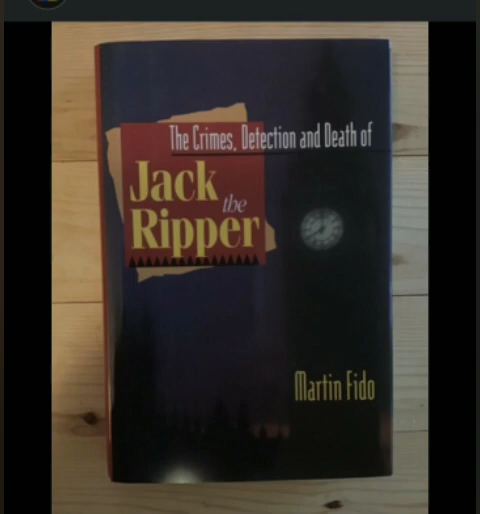 The Crimes, Detection and Death of
Jack
the
Ripper
Martin Fido